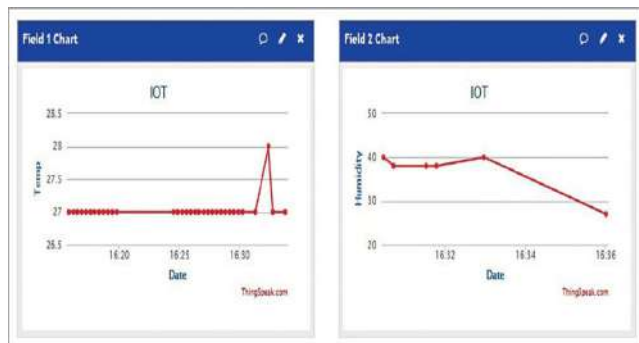 Field 1 Chart
IOT
28.5
28
27.5
27
26.5
Temp
16:20 16:25 16:30
Date
ThingSpeak.com
Field 2 Chart
IOT
50
40
30
20
Humidity
16:32 16:34 16:36
Date
ThingSpeak.com